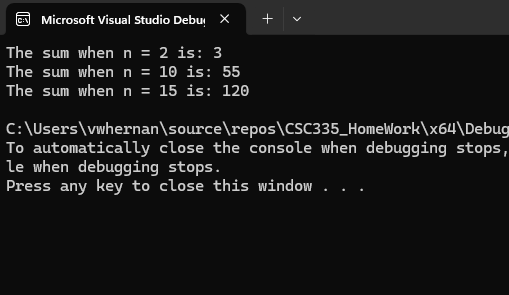 Microsoft Visual Studio Debu
The sum when n = 2 is: 3
The sum when n = 10 is: 55
The sum when n = 15 is: 120
C:\Users\vwhernan\source\repos\CSC335_HomeWork\x64\Debug
To automatically close the console when debugging stops,
le when debugging stops.
Press any key to close this window . . .